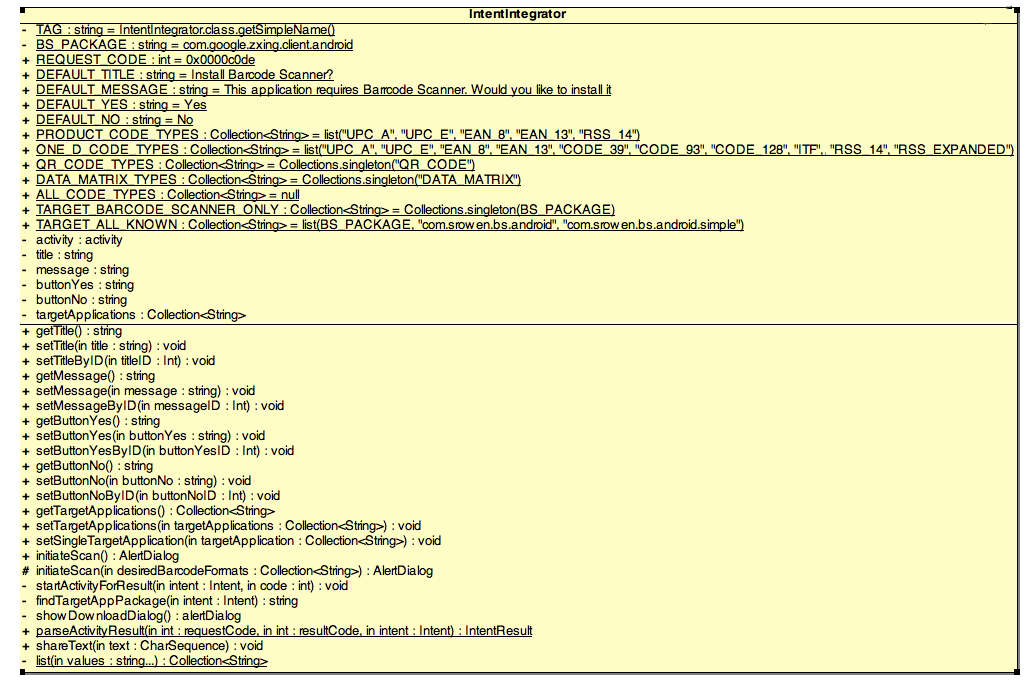 IntentIntegrator
- TAG : string = IntentIntegrator.class.getSimpleName()
- BS_PACKAGE : string = com.google.zxing.client.android
+ REQUEST_CODE : int = 0x0000c0de
+ DEFAULT_TITLE : string = Install Barcode Scanner?
+ DEFAULT_MESSAGE : string = This application requires Barrcode Scanner. Would you like to install it
+ DEFAULT_YES : string = Yes
+ DEFAULT_NO : string = No
+ PRODUCT_CODE_TYPES : Collection<String> = list("UPC_A", "UPC_E", "EAN_8", "EAN_13", "RSS_14")
+ ONE_D_CODE_TYPES : Collection<String> = list("UPC_A", "UPC_E", "EAN_8", "EAN_13", "CODE_39", "CODE_93", "CODE_128", "ITF",, "RSS_14", "RSS_EXPANDED")
+ QR_CODE_TYPES : Collection<String> = Collections.singleton("QR_CODE")
+ DATA_MATRIX_TYPES : Collection<String> = Collections.singleton("DATA_MATRIX")
+ ALL_CODE_TYPES : Collection<String> = null
+ TARGET_BARCODE_SCANNER_ONLY : Collection<String> = Collections.singleton(BS_PACKAGE)
+ TARGET_ALL_KNOWN : Collection<String> = list(BS_PACKAGE, "com.srowen.bs.android", "com.srowen.bs.android.simple")
- activity : activity
- title : string
- message : string
- buttonYes : string
- buttonNo : string
- targetApplications : Collection<String>
+ getTitle() : string
+ setTitle(in title : string) : void
+ setTitleByID(in titleID : Int) : void
+ getMessage() : string
+ setMessage(in message : string) : void
+ setMessageByID(in messageID : Int) : void
+ getButtonYes() : string
+ setButtonYes(in buttonYes : string) : void
+ setButtonYesByID(in buttonYesID : Int) : void
+ getButtonNo() : string
+ setButtonNo(in buttonNo : string) : void
+ setButtonNoByID(in buttonNoID : Int) : void
+ getTargetApplications() : Collection<String>
+ setTargetApplications(in targetApplications : Collection<String>) : void
+ setSingleTargetApplication(in targetApplication : Collection<String>) : void
+ initiateScan() : AlertDialog
# initiateScan(in desiredBarcodeFormats : Collection<String>) : AlertDialog
- startActivityForResult(in intent : Intent, in code : int) : void
- findTargetAppPackage(in intent : Intent) : string
- showDownloadDialog() : alertDialog
+ parseActivityResult(in int : requestCode, in int : resultCode, in intent : Intent) : IntentResult
+ shareText(in text : CharSequence) : void
- list(in values : string...) : Collection<String>